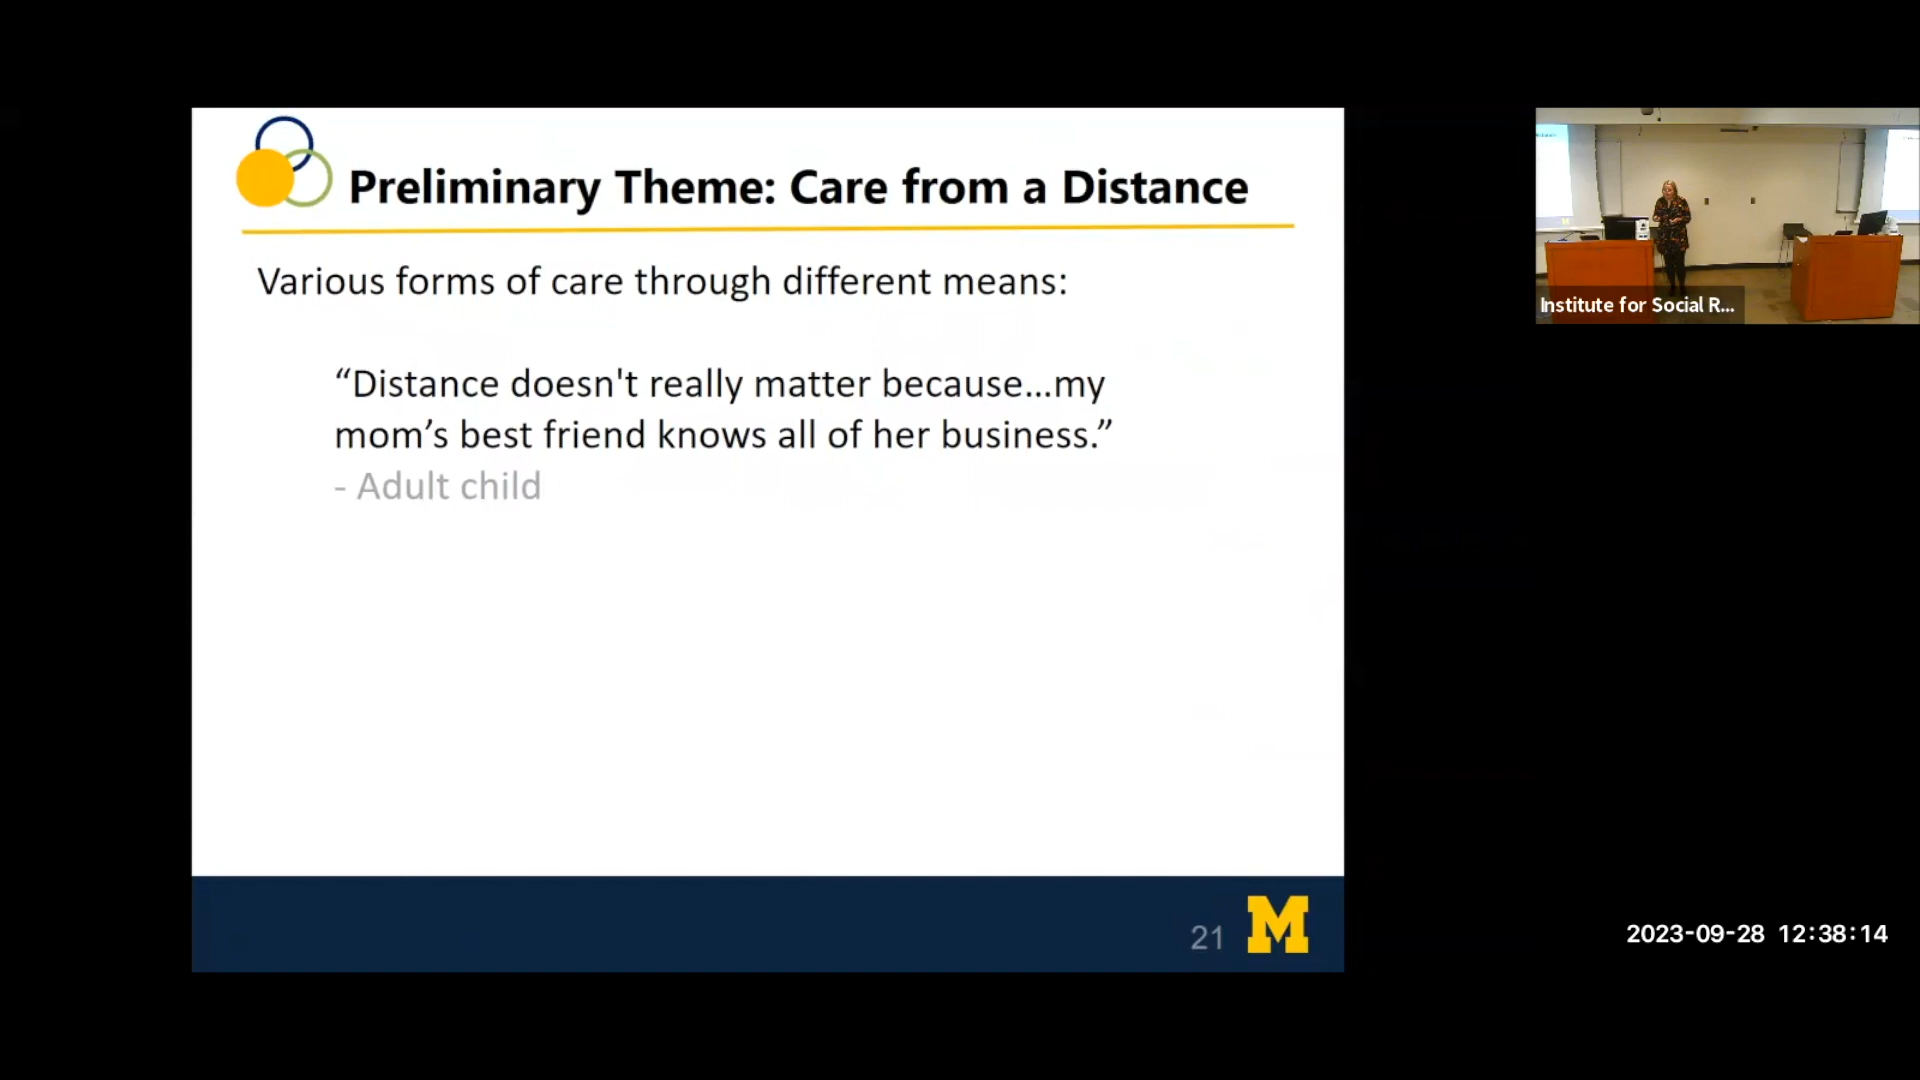 Preliminary Theme: Care from a Distance
Various forms of care through different means:
“Distance doesn't really matter because...my
mom’s best friend knows all of her business.”
- Adult child
21
M
Institute for Social R...
2023-09-28 12:38:14